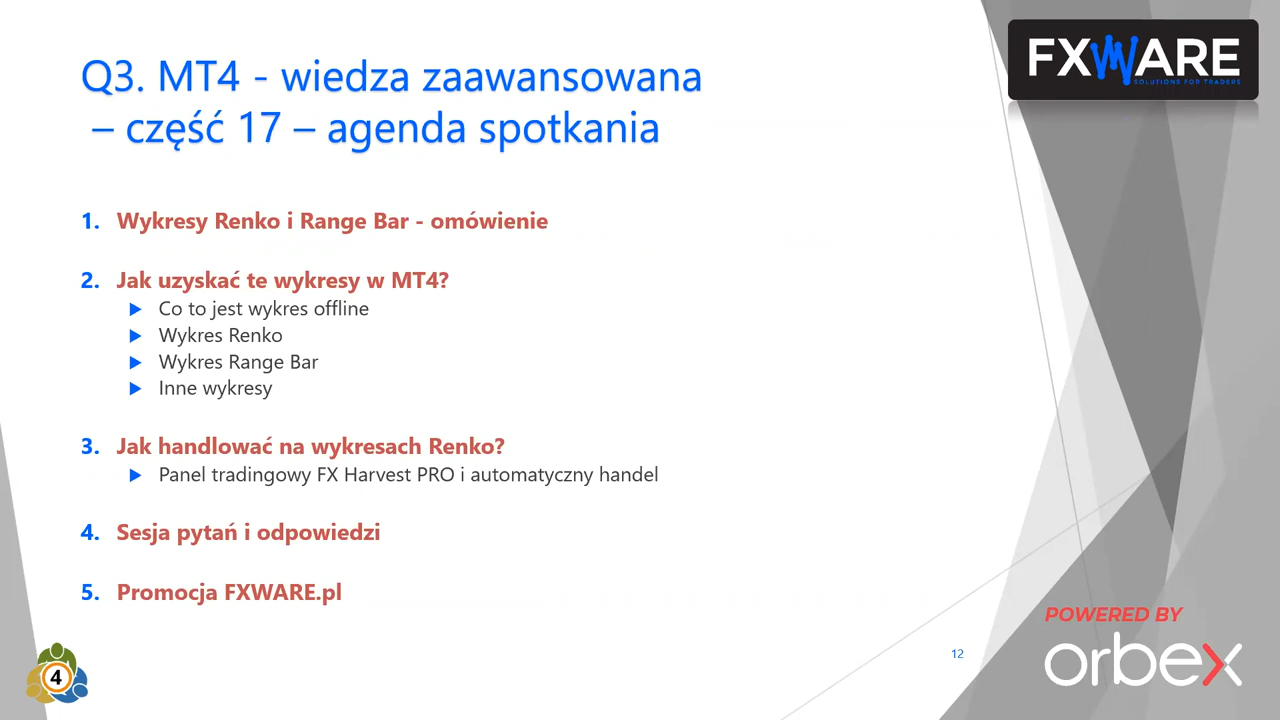 Q3. MT4 - wiedza zaawansowana
– część 17 – agenda spotkania
FXWARE
SOLUTIONS FOR TRADERS
1. Wykresy Renko i Range Bar - omówienie
2. Jak uzyskać te wykresy w MT4?
Co to jest wykres offline
Wykres Renko
Wykres Range Bar
Inne wykresy
3. Jak handlować na wykresach Renko?
Panel tradingowy FX Harvest PRO i automatyczny handel
4. Sesja pytań i odpowiedzi
5. Promocja FXWARE.pl
4
12
POWERED BY
orbex